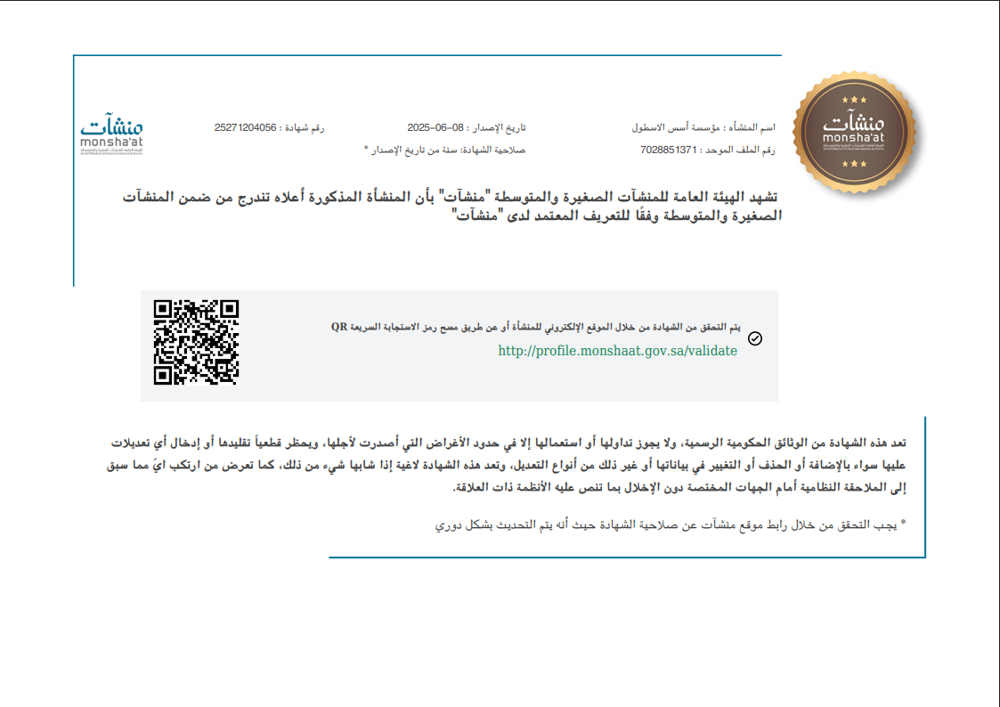 منشآت
monsha'at
اسم المنشأه : مؤسسة أسس الاسطول
تاريخ الإصدار : 08-06-2025
رقم شهادة : 25271204056
منشآت
monsha'at
رقم الملف الموحد : 7028851371
صلاحية الشهادة: سنة من تاريخ الإصدار *
تشهد الهيئة العامة للمنشآت الصغيرة والمتوسطة "منشآت" بأن المنشأة المذكورة أعلاه تندرج من ضمن المنشآت
الصغيرة والمتوسطة وفقًا للتعريف المعتمد لدى "منشآت"
يتم التحقق من الشهادة من خلال الموقع الإلكتروني للمنشأة أو عن طريق مسح رمز الاستجابة السريعة QR
http://profile.monshaat.gov.sa/validate
تعد هذه الشهادة من الوثائق الحكومية الرسمية، ولا يجوز تداولها أو استعمالها إلا في حدود الأغراض التي أصدرت لأجلها، ويحظر قطعياً تقليدها أو إدخال أي تعديلات
عليها سواء بالإضافة أو الحذف أو التغيير في بياناتها أو غير ذلك من أنواع التعديل، وتعد هذه الشهادة لاغية إذا شابها شيء من ذلك، كما تعرض من ارتكب ايً مما سبق
إلى الملاحقة النظامية أمام الجهات المختصة دون الإخلال بما تنص عليه الأنظمة ذات العلاقة.
* يجب التحقق من خلال رابط موقع منشآت عن صلاحية الشهادة حيث أنه يتم التحديث بشكل دوري